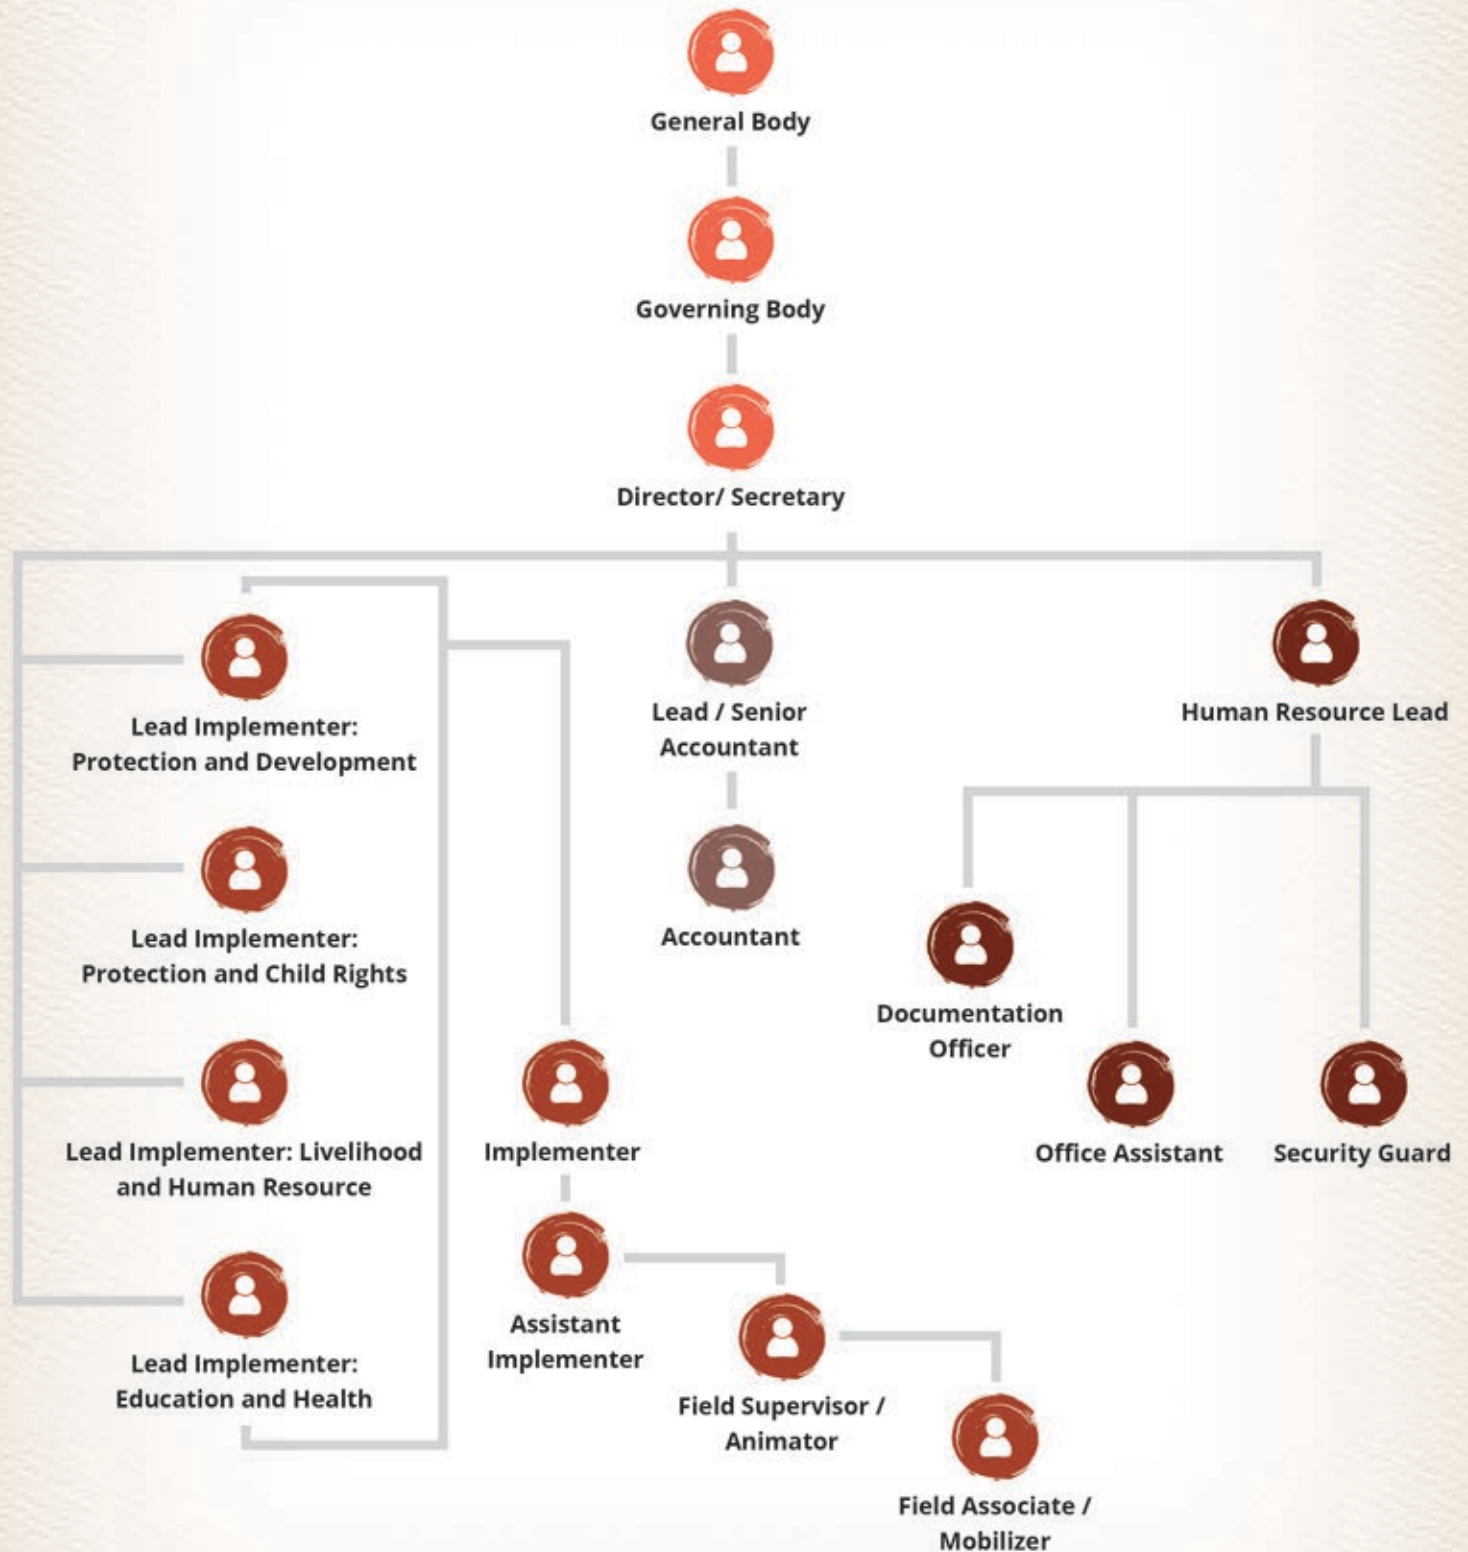 General Body
Governing Body
Director/ Secretary
Lead Implementer:
Protection and Development
Lead Implementer:
Protection and Child Rights
Lead Implementer: Livelihood
and Human Resource
Lead Implementer:
Education and Health
Implementer
Assistant
Implementer
Field Supervisor /
Animator
Field Associate /
Mobilizer
Lead / Senior
Accountant
Accountant
Human Resource Lead
Documentation
Officer
Office Assistant
Security Guard